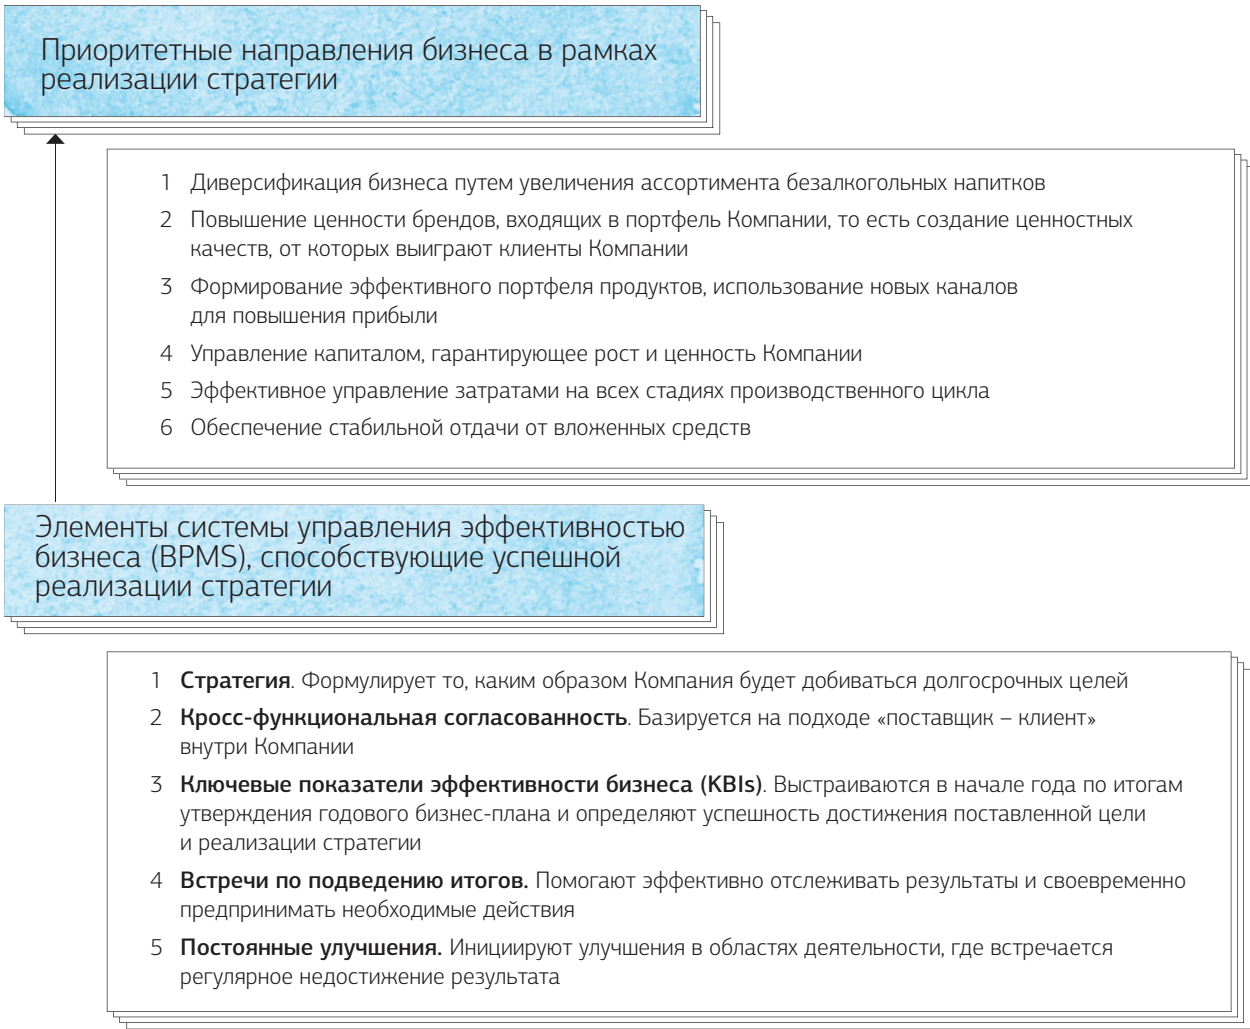 Приоритетные направления бизнеса в рамках
реализации стратегии
1 Диверсификация бизнеса путем увеличения ассортимента безалкогольных напитков
2 Повышение ценности брендов, входящих в портфель Компании, то есть создание ценностных
качеств, от которых выиграют клиенты Компании
3 Формирование эффективного портфеля продуктов, использование новых каналов
для повышения прибыли
4 Управление капиталом, гарантирующее рост и ценность Компании
5 Эффективное управление затратами на всех стадиях производственного цикла
6 Обеспечение стабильной отдачи от вложенных средств
Элементы системы управления эффективностью
бизнеса (BPMS), способствующие успешной
реализации стратегии
1 Стратегия. Формулирует то, каким образом Компания будет добиваться долгосрочных целей
2 Кросс-функциональная согласованность. Базируется на подходе «поставщик – клиент»
внутри Компании
3 Ключевые показатели эффективности бизнеса (KBIs). Выстраиваются в начале года по итогам
утверждения годового бизнес-плана и определяют успешность достижения поставленной цели
и реализации стратегии
4 Встречи по подведению итогов. Помогают эффективно отслеживать результаты и своевременно
предпринимать необходимые действия
5 Постоянные улучшения. Инициируют улучшения в областях деятельности, где встречается
регулярное недостижение результата